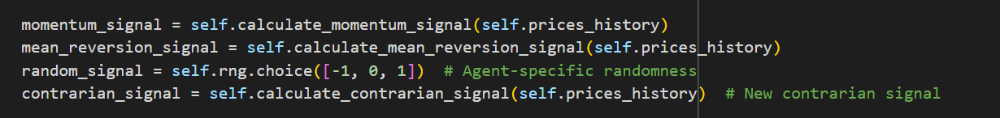 momentum_signal = self.calculate_momentum_signal(self.prices_history)
mean_reversion_signal = self.calculate_mean_reversion_signal(self.prices_history)
random_signal = self.rng.choice([-1, 0, 1])  # Agent-specific randomness
contrarian_signal = self.calculate_contrarian_signal(self.prices_history)  # New contrarian signal